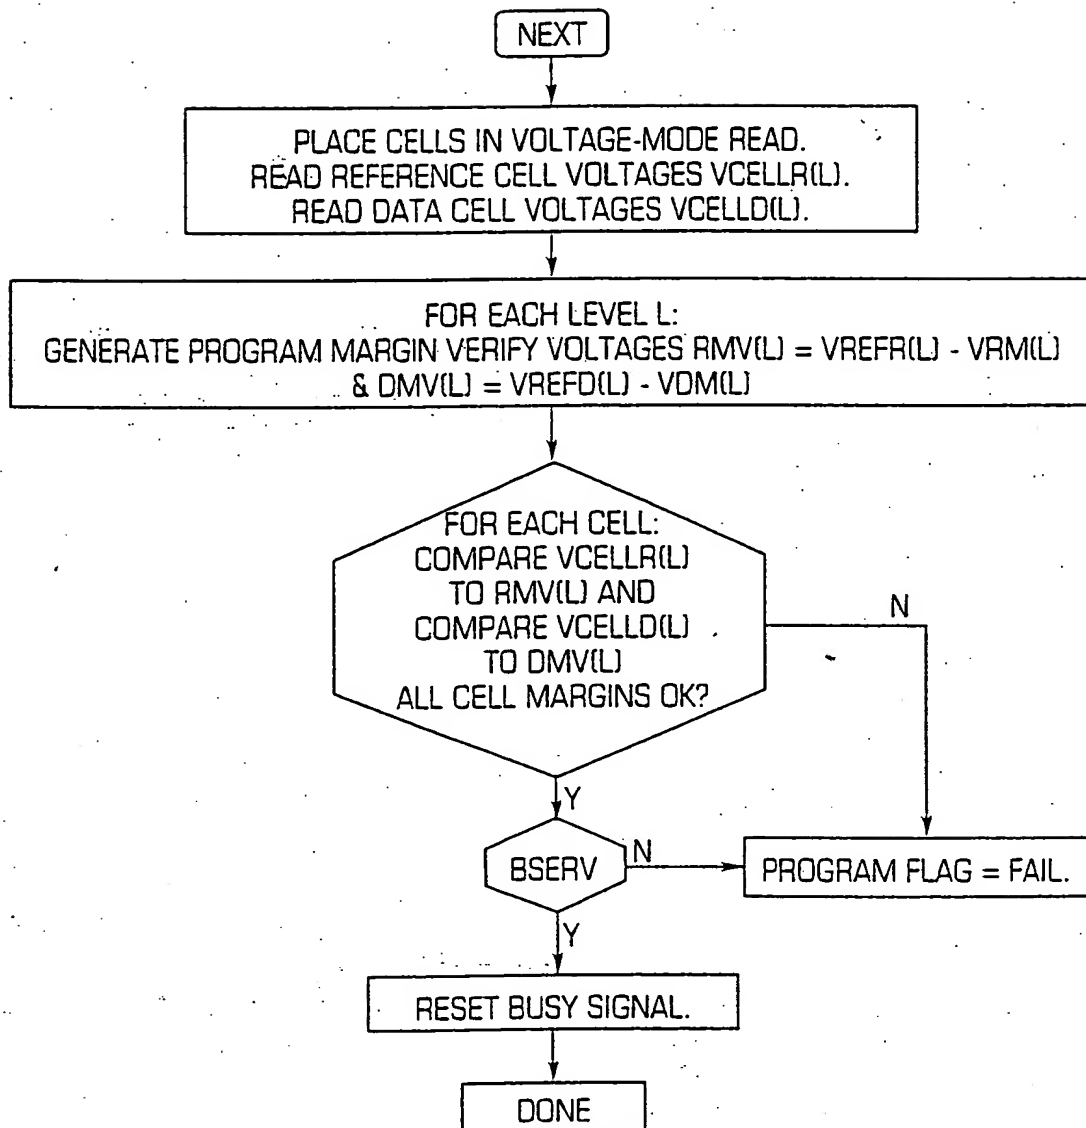 NEXT
PLACE CELLS IN VOLTAGE-MODE READ.
READ REFERENCE CELL VOLTAGES VCELLR(L).
READ DATA CELL VOLTAGES VCELLD(L).
FOR EACH LEVEL L:
GENERATE PROGRAM MARGIN VERIFY VOLTAGES RMV(L) = VREFR(L) - VRM(L)
& DMV(L) = VREFD(L) - VDM(L)
FOR EACH CELL:
COMPARE VCELLR(L)
TO RMV(L) AND
COMPARE VCELLD(L)
TO DMV(L)
ALL CELL MARGINS OK?
N
Y
BSERV
N
PROGRAM FLAG = FAIL.
Y
RESET BUSY SIGNAL.
DONE